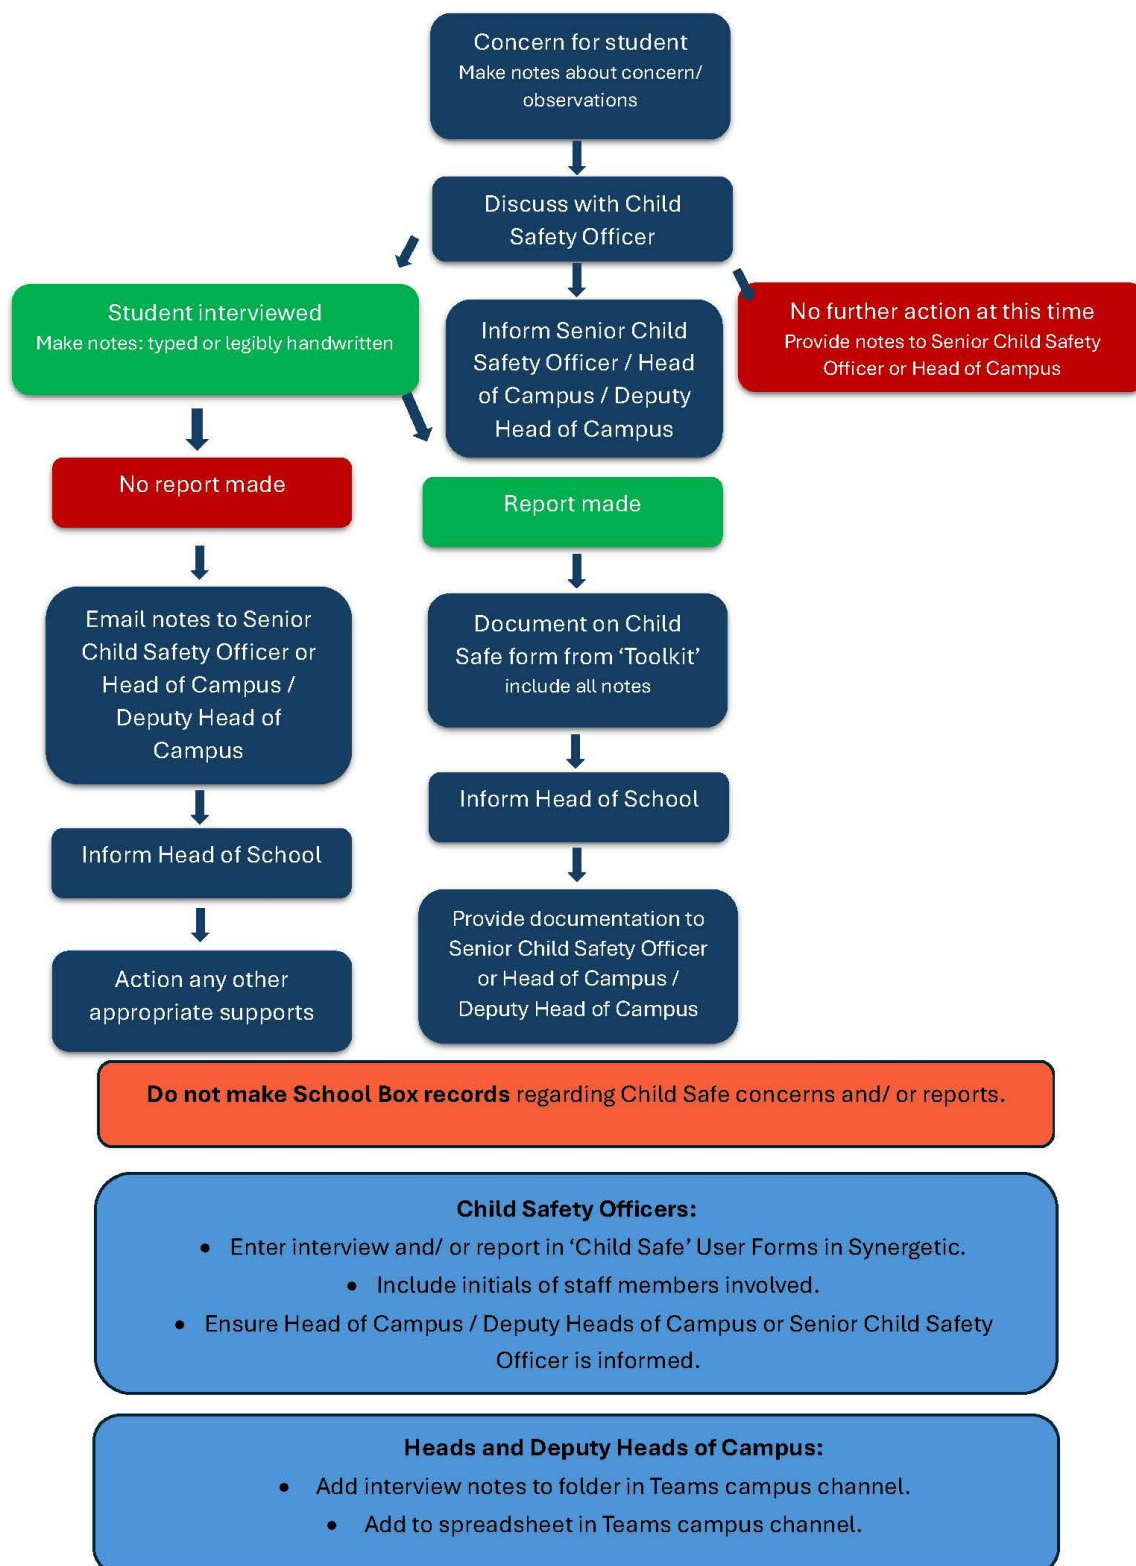 Concern for student
Make notes about concern/
observations
Discuss with Child
Safety Officer
Student interviewed
Make notes: typed or legibly handwritten
Inform Senior Child
Safety Officer / Head
of Campus / Deputy
Head of Campus
No further action at this time
Provide notes to Senior Child Safety
Officer or Head of Campus
No report made
Report made
Email notes to Senior
Child Safety Officer or
Head of Campus /
Deputy Head of
Campus
Document on Child
Safe form from ‘Toolkit’
include all notes
Inform Head of School
Inform Head of School
Action any other
appropriate supports
Provide documentation to
Senior Child Safety Officer
or Head of Campus /
Deputy Head of Campus
Do not make School Box records regarding Child Safe concerns and/ or reports.
Child Safety Officers:
• Enter interview and/ or report in ‘Child Safe’ User Forms in Synergetic.
• Include initials of staff members involved.
• Ensure Head of Campus / Deputy Heads of Campus or Senior Child Safety
Officer is informed.
Heads and Deputy Heads of Campus:
• Add interview notes to folder in Teams campus channel.
• Add to spreadsheet in Teams campus channel.